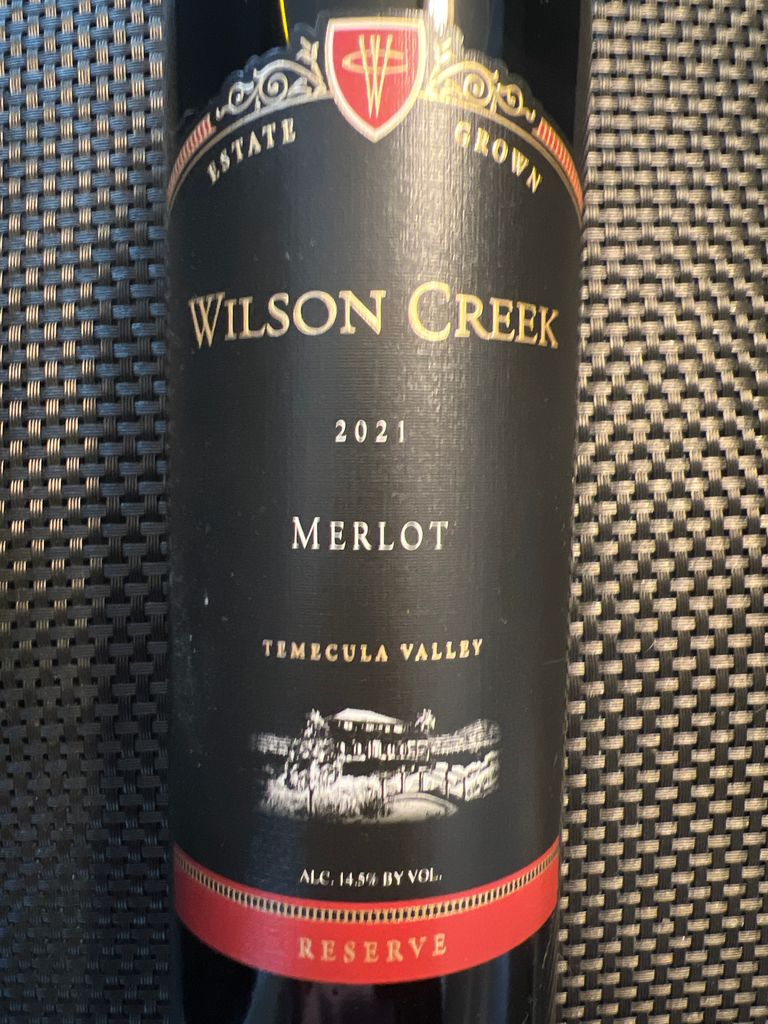 ESTATE GROWN
WILSON CREEK
2021
MERLOT
TEMECULA VALLEY
ALC. 14.5% BY VOL.
RESERVE